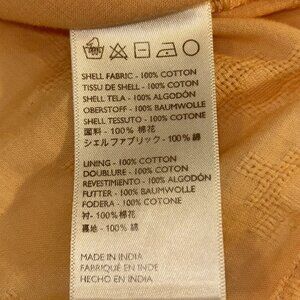 SHELL FABRIC - 100% COTTON
TISSU DE SHELL - 100% COTON
SHELL TELA - 100% ALGODÓN
OBERSTOFF - 100% BAUMWOLLE
SHELL TESSUTO - 100% COTONE
面料 - 100% 棉花
シェルファブリック - 100% 綿
LINING - 100% COTTON
DOUBLURE - 100% COTON
REVESTIMIENTO - 100% ALGODÓN
FUTTER - 100% BAUMWOLLE
FODERA - 100% COTONE
衬 - 100% 棉花
裏地 - 100% 綿
MADE IN INDIA
FABRIQUÉ EN INDE
HECHO EN INDIA